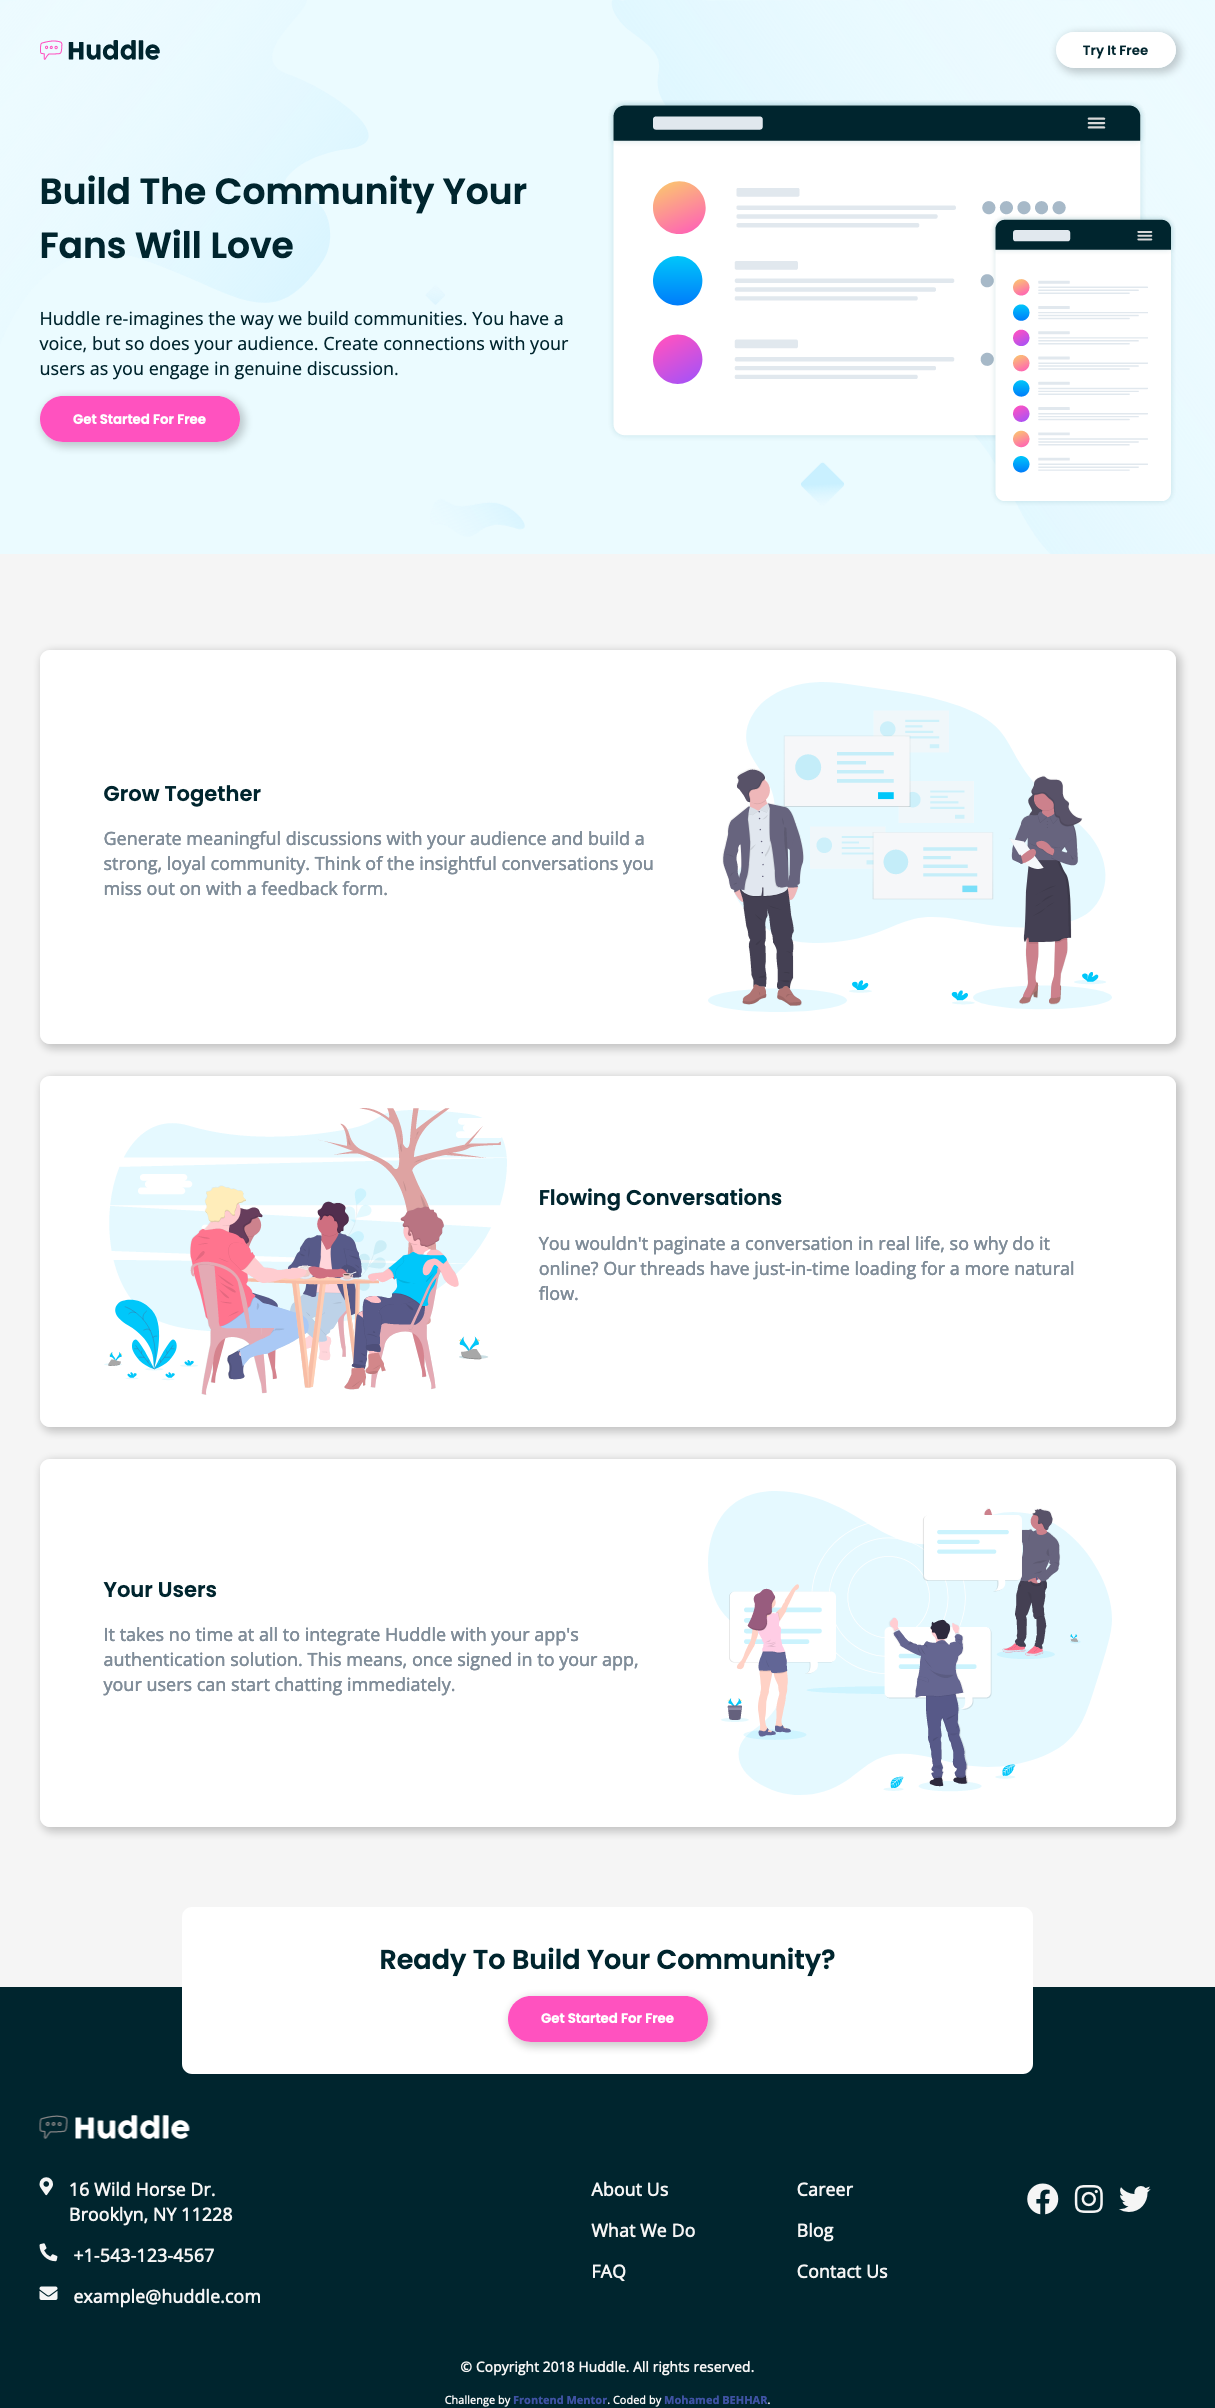 Huddle
Try It Free
Build The Community Your
Fans Will Love
Huddle re-imagines the way we build communities. You have a
voice, but so does your audience. Create connections with your
users as you engage in genuine discussion.
Get Started For Free
Grow Together
Generate meaningful discussions with your audience and build a
strong, loyal community. Think of the insightful conversations you
miss out on with a feedback form.
Flowing Conversations
You wouldn't paginate a conversation in real life, so why do it
online? Our threads have just-in-time loading for a more natural
flow.
Your Users
It takes no time at all to integrate Huddle with your app's
authentication solution. This means, once signed in to your app,
your users can start chatting immediately.
Ready To Build Your Community?
Get Started For Free
Huddle
16 Wild Horse Dr.
Brooklyn, NY 11228
+1-543-123-4567
example@huddle.com
About Us
What We Do
FAQ
Career
Blog
Contact Us
© Copyright 2018 Huddle. All rights reserved.
Challenge by Frontend Mentor. Coded by Mohamed BEHHAR.